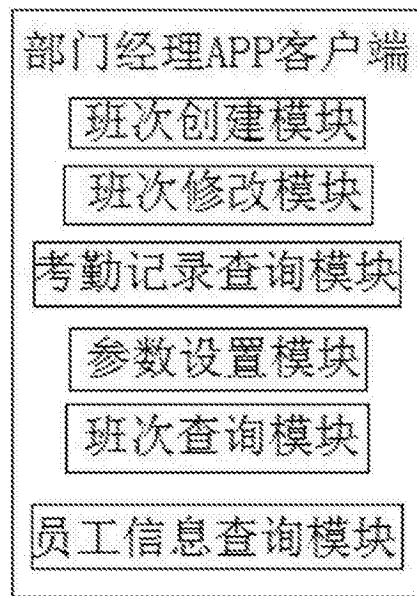 部门经理APP客户端
班次创建模块
班次修改模块
考勤记录查询模块
参数设置模块
班次查询模块
员工信息查询模块